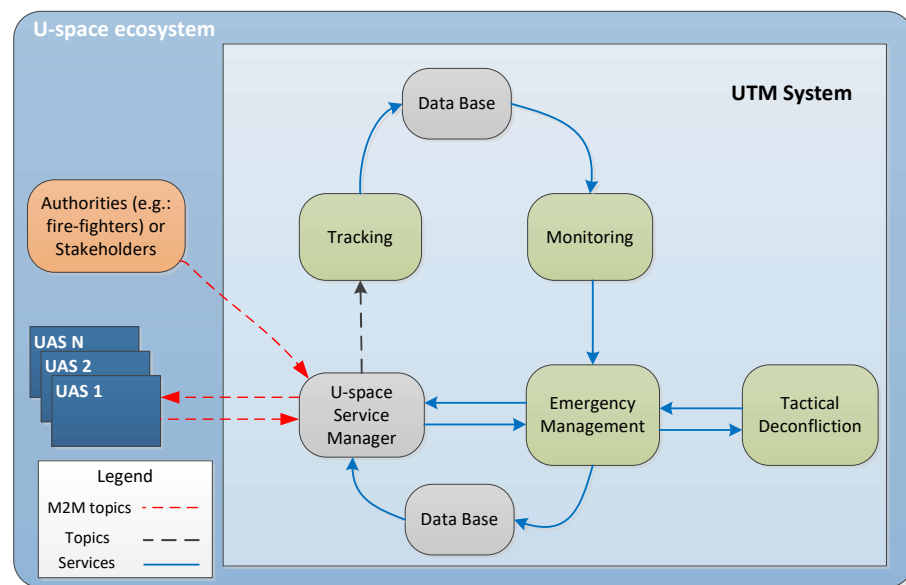 U-space ecosystem
UTM System
Data Base
Authorities (e.g.:
fire-fighters) or
Stakeholders
Tracking
Monitoring
UAS N
UAS 2
UAS 1
U-space
Service
Manager
Emergency
Management
Tactical
Deconfliction
Data Base
Legend
M2M topics
Topics
Services